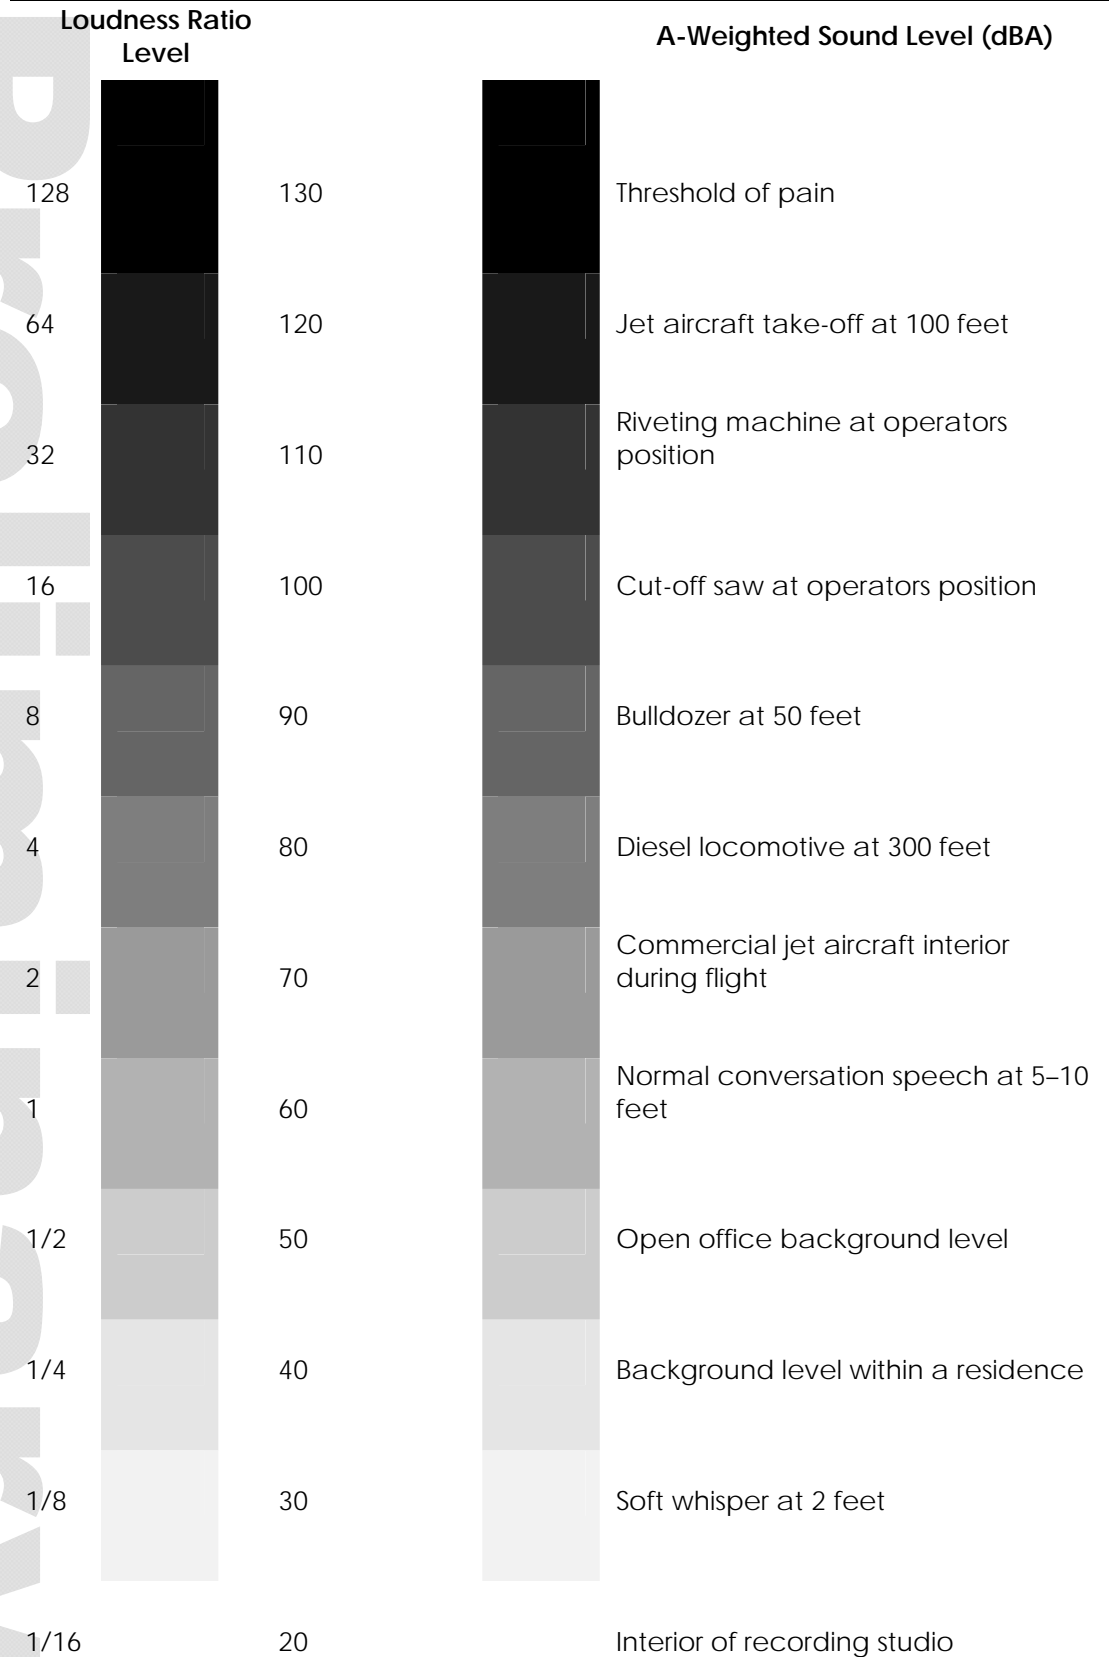 Loudness Ratio
Level
A-Weighted Sound Level (dBA)
128 130 Threshold of pain
64 120 Jet aircraft take-off at 100 feet
32 110 Riveting machine at operators
position
16 100 Cut-off saw at operators position
8 90 Bulldozer at 50 feet
4 80 Diesel locomotive at 300 feet
2 70 Commercial jet aircraft interior
during flight
1 60 Normal conversation speech at 5–10
feet
1/2 50 Open office background level
1/4 40 Background level within a residence
1/8 30 Soft whisper at 2 feet
1/16 20 Interior of recording studio